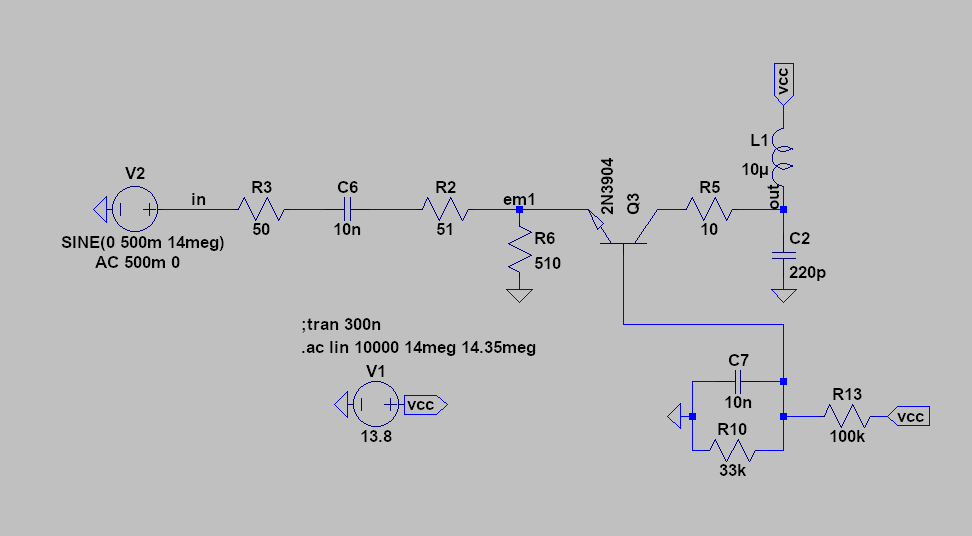 vcc
L1
10µ
out
V2
in
R3
50
C6
10n
R2
51
em1
2N3904
Q3
R5
10
SINE(0 500m 14meg)
AC 500m 0
R6
510
C2
220p
;tran 300n
.ac lin 10000 14meg 14.35meg
V1
vcc
13.8
C7
10n
R10
33k
R13
100k
vcc